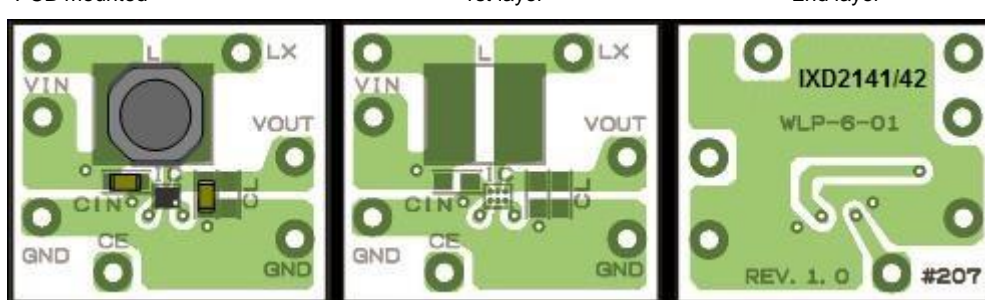 PCB mounted
1st layer
2nd layer
L
LX
VIN
VOUT
IC
CIN
CL
GND
CE
GND
L
LX
VIN
VOUT
IC
CIN
CL
GND
CE
GND
IXD2141/42
WLP-6-01
REV. 1.0
#207